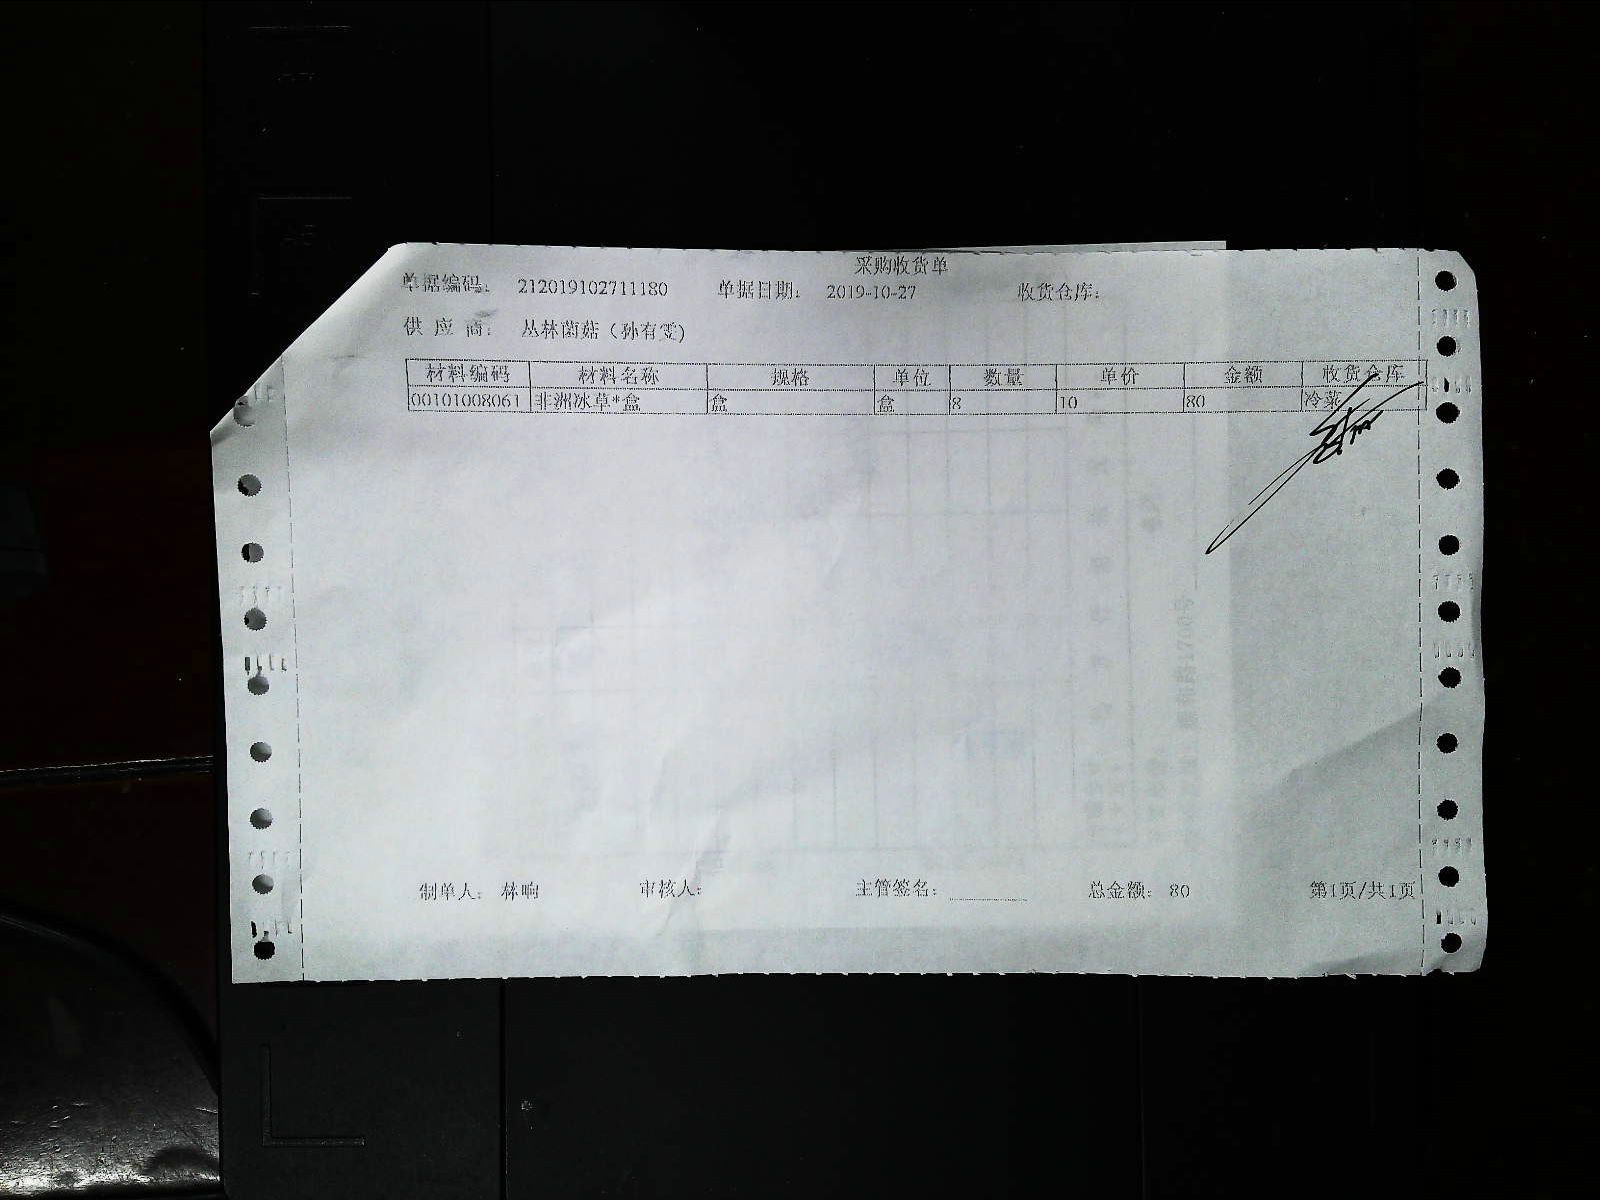 采购收货单
单据编码: 212019102711180 单据日期: 2019-10-27 收货仓库:
供应商: 丛林菌菇(孙有雯)
材料编码 材料名称 规格 单位 数量 单价 金额 收货仓库
00101008061 非洲冰草*盒 盒 盒 8 10 80 冷菜
制单人: 林响 审核人: 主管签名: 总金额: 80 第1页/共1页